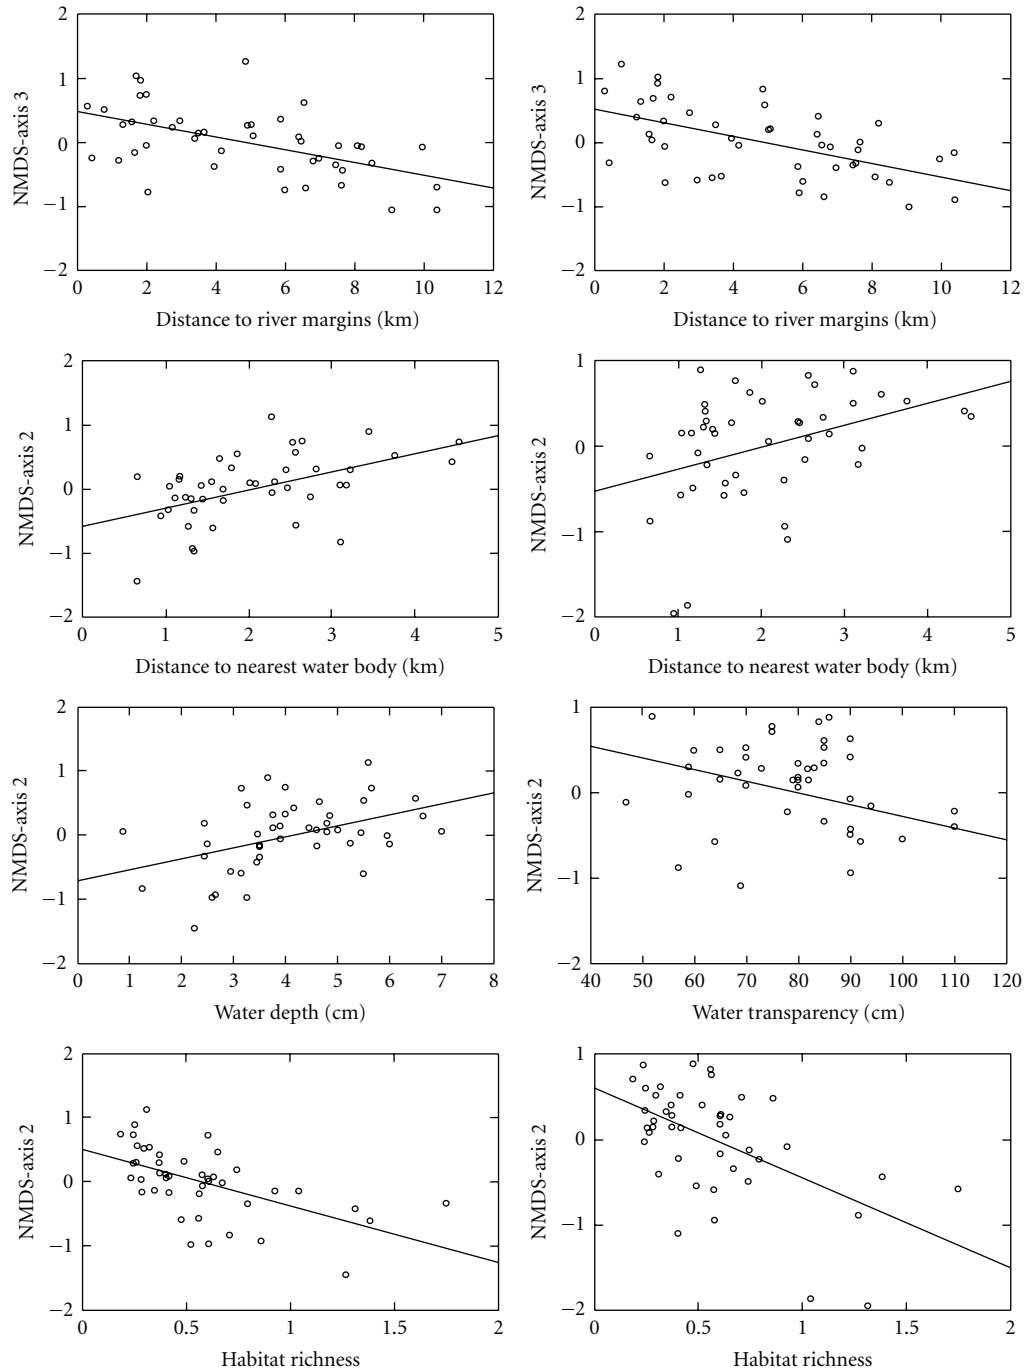 2
1
0
−1
−2
NMDS-axis 3
0 2 4 6 8 10 12
Distance to river margins (km)
2
1
0
−1
−2
NMDS-axis 3
0 2 4 6 8 10 12
Distance to river margins (km)
2
1
0
−1
−2
NMDS-axis 2
0 1 2 3 4 5
Distance to nearest water body (km)
1
0
−1
−2
NMDS-axis 2
0 1 2 3 4 5
Distance to nearest water body (km)
2
1
0
−1
−2
NMDS-axis 2
0 1 2 3 4 5 6 7 8
Water depth (cm)
1
0
−1
−2
NMDS-axis 2
40 50 60 70 80 90 100 110 120
Water transparency (cm)
2
1
0
−1
−2
NMDS-axis 2
0 0.5 1 1.5 2
Habitat richness
1
0
−1
−2
NMDS-axis 2
0 0.5 1 1.5 2
Habitat richness